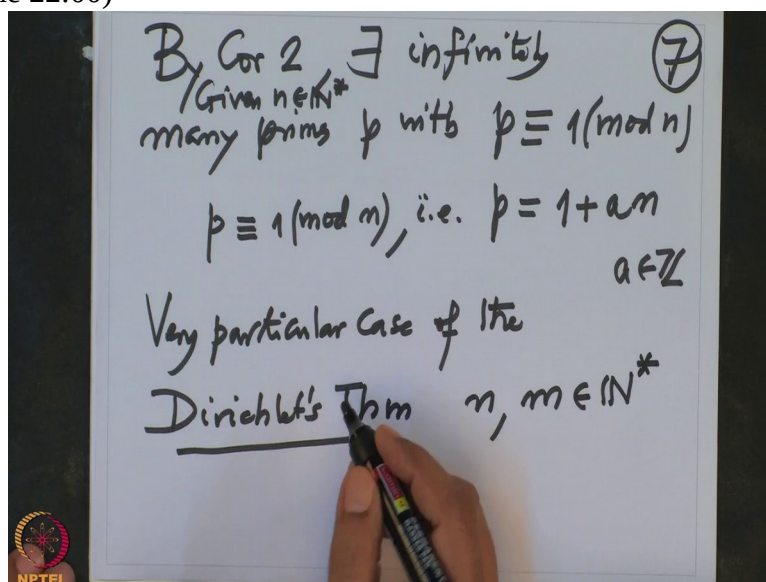 By Cor 2, ∃ infinitely ⑦
/Given n∈ℕ*
many primes p with p ≡ 1(mod n)
p ≡ 1(mod n), i.e. p = 1+an
a∈ℤ
Very particular Case of the
Dirichlet's Thm n, m ∈ ℕ*
NPTEL